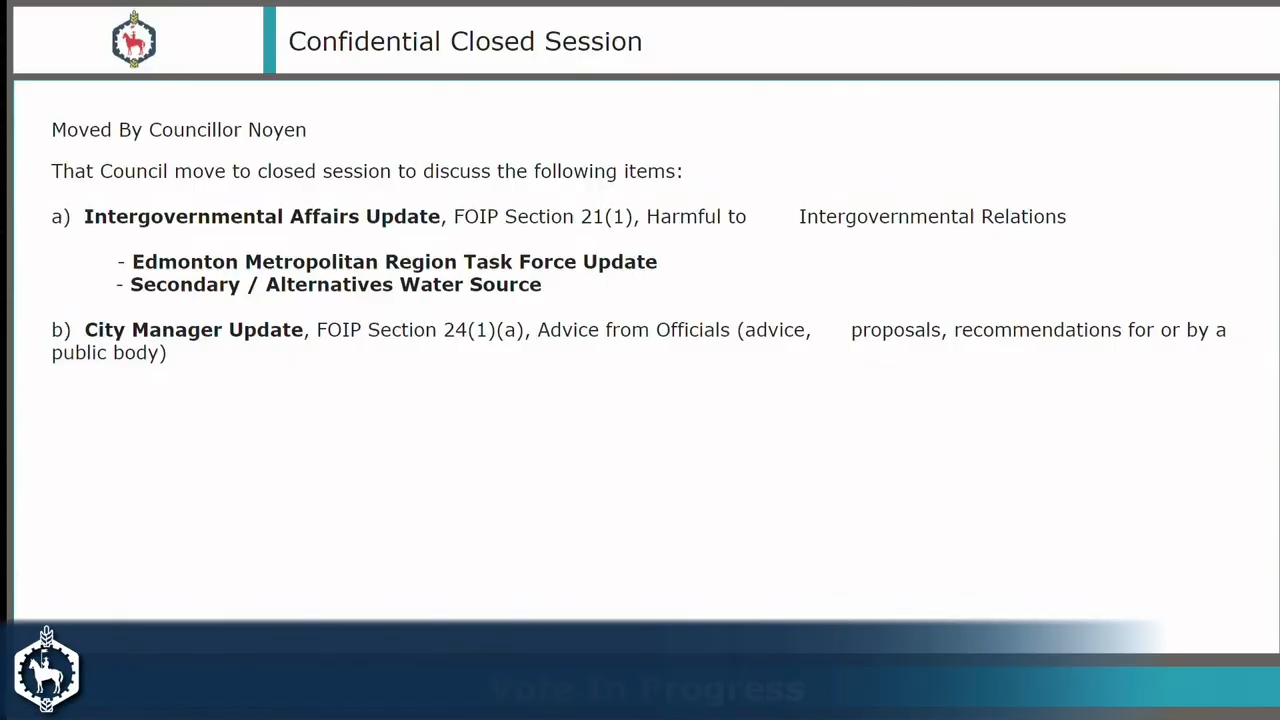 Confidential Closed Session
Moved By Councillor Noyen
That Council move to closed session to discuss the following items:
a) Intergovernmental Affairs Update, FOIP Section 21(1), Harmful to Intergovernmental Relations
- Edmonton Metropolitan Region Task Force Update
- Secondary / Alternatives Water Source
b) City Manager Update, FOIP Section 24(1)(a), Advice from Officials (advice, proposals, recommendations for or by a
public body)
Vote In Progress